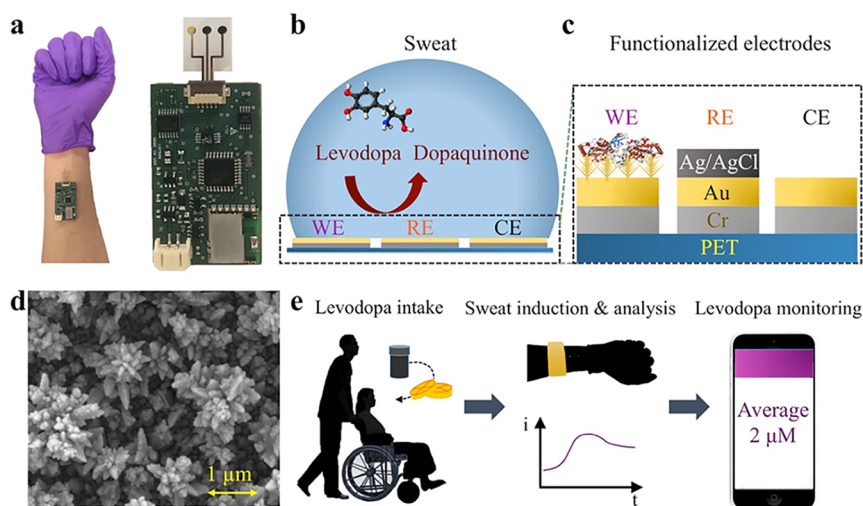 a
b
Sweat
Levodopa Dopaquinone
WE
RE
CE
c
Functionalized electrodes
WE
RE
CE
Ag/AgCl
Au
Cr
PET
d
1 µm
e
Levodopa intake
Sweat induction & analysis
Levodopa monitoring
i
t
Average
2 µM